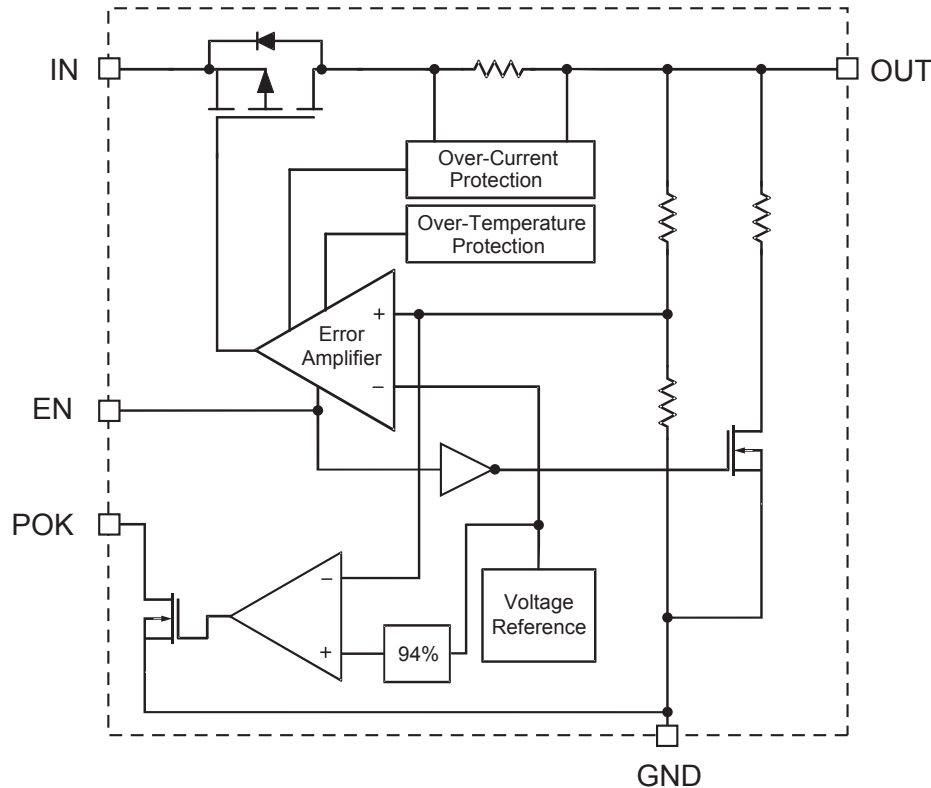 IN
OUT
Over-Current
Protection
Over-Temperature
Protection
+
Error
Amplifier
–
EN
POK
–
+
94%
Voltage
Reference
GND